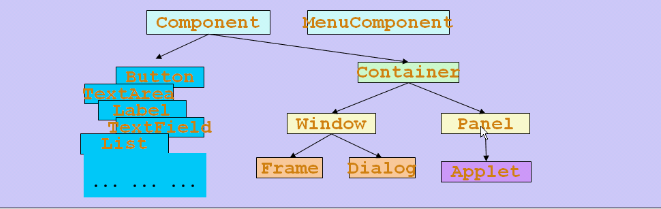 Component
MenuComponent
Button
TextArea
Label
TextField
List
... ... ...
Container
Window
Panel
Frame
Dialog
Applet